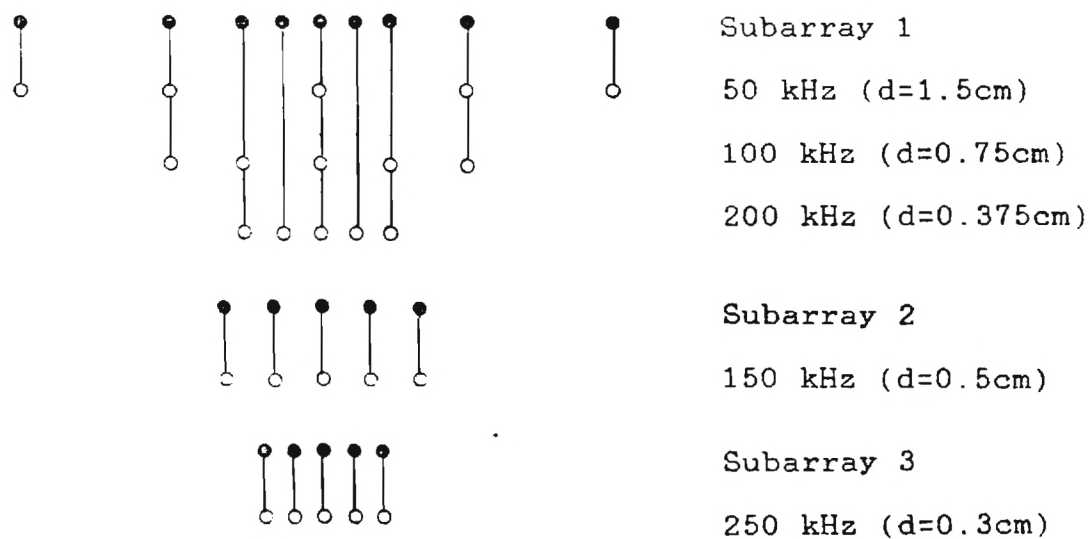 Subarray 1
50 kHz (d=1.5cm)
100 kHz (d=0.75cm)
200 kHz (d=0.375cm)
Subarray 2
150 kHz (d=0.5cm)
Subarray 3
250 kHz (d=0.3cm)